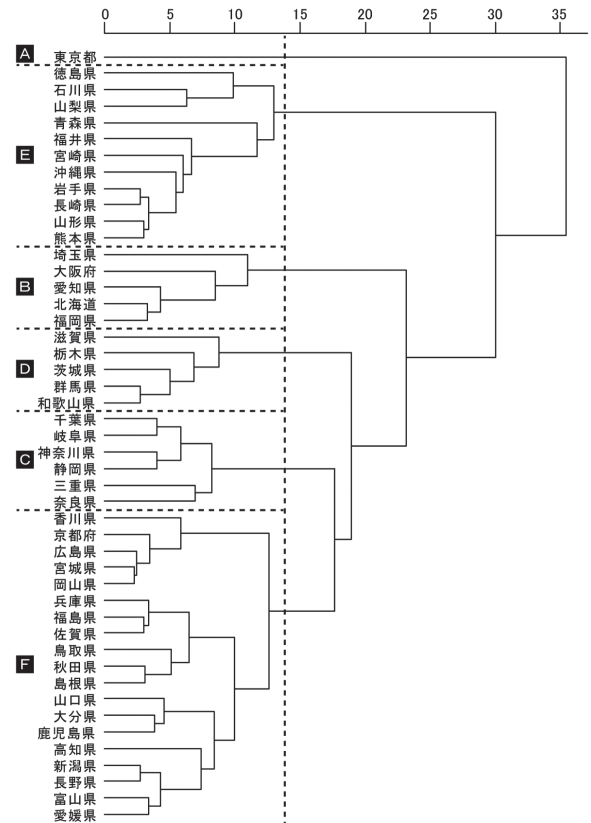 0 5 10 15 20 25 30 35
A 東京都
徳島県
石川県
山梨県
青森県
福井県
E 宮崎県
沖縄県
岩手県
長崎県
山形県
熊本県
埼玉県
大阪府
B 愛知県
北海道
福岡県
滋賀県
栃木県
D 茨城県
群馬県
和歌山県
千葉県
岐阜県
C 神奈川県
静岡県
三重県
奈良県
香川県
京都府
広島県
宮城県
岡山県
兵庫県
福島県
佐賀県
鳥取県
F 秋田県
島根県
山口県
大分県
鹿児島県
高知県
新潟県
長野県
富山県
愛媛県